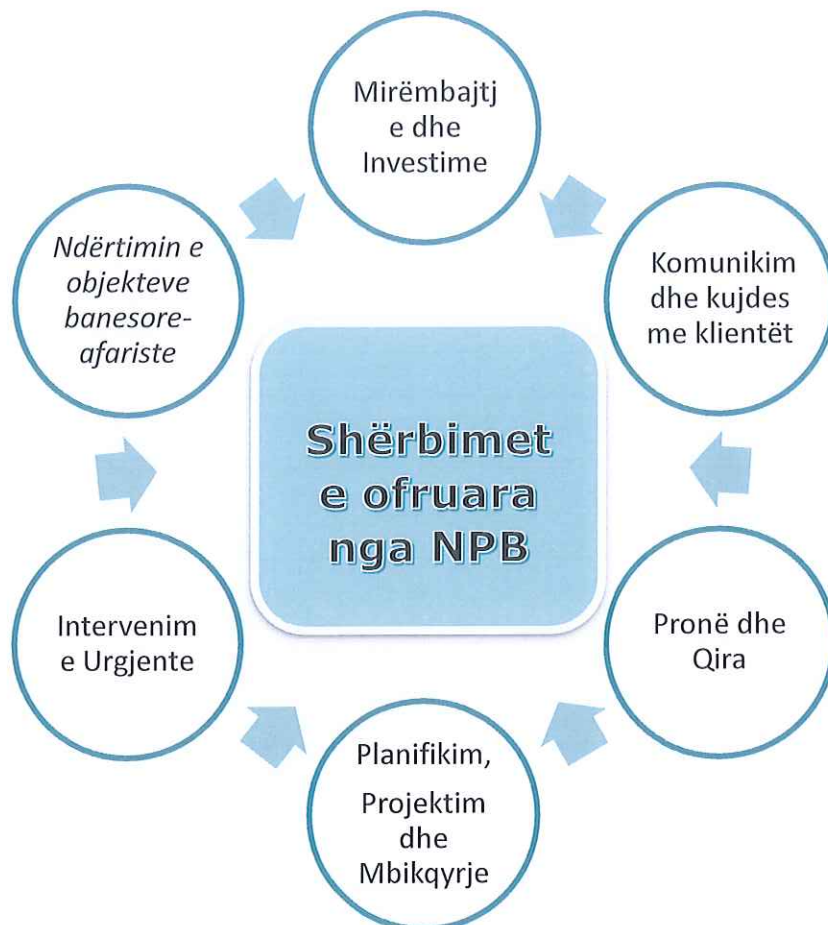 Mirëmbajtj
e dhe
Investime
Ndërtimin e
objekteve
banesore-
afariste
Komunikim
dhe kujdes
me klientët
Shërbimet
e ofruara
nga NPB
Intervenim
e Urgjente
Pronë dhe
Qira
Planifikim,
Projektim
dhe
Mbikqyrje